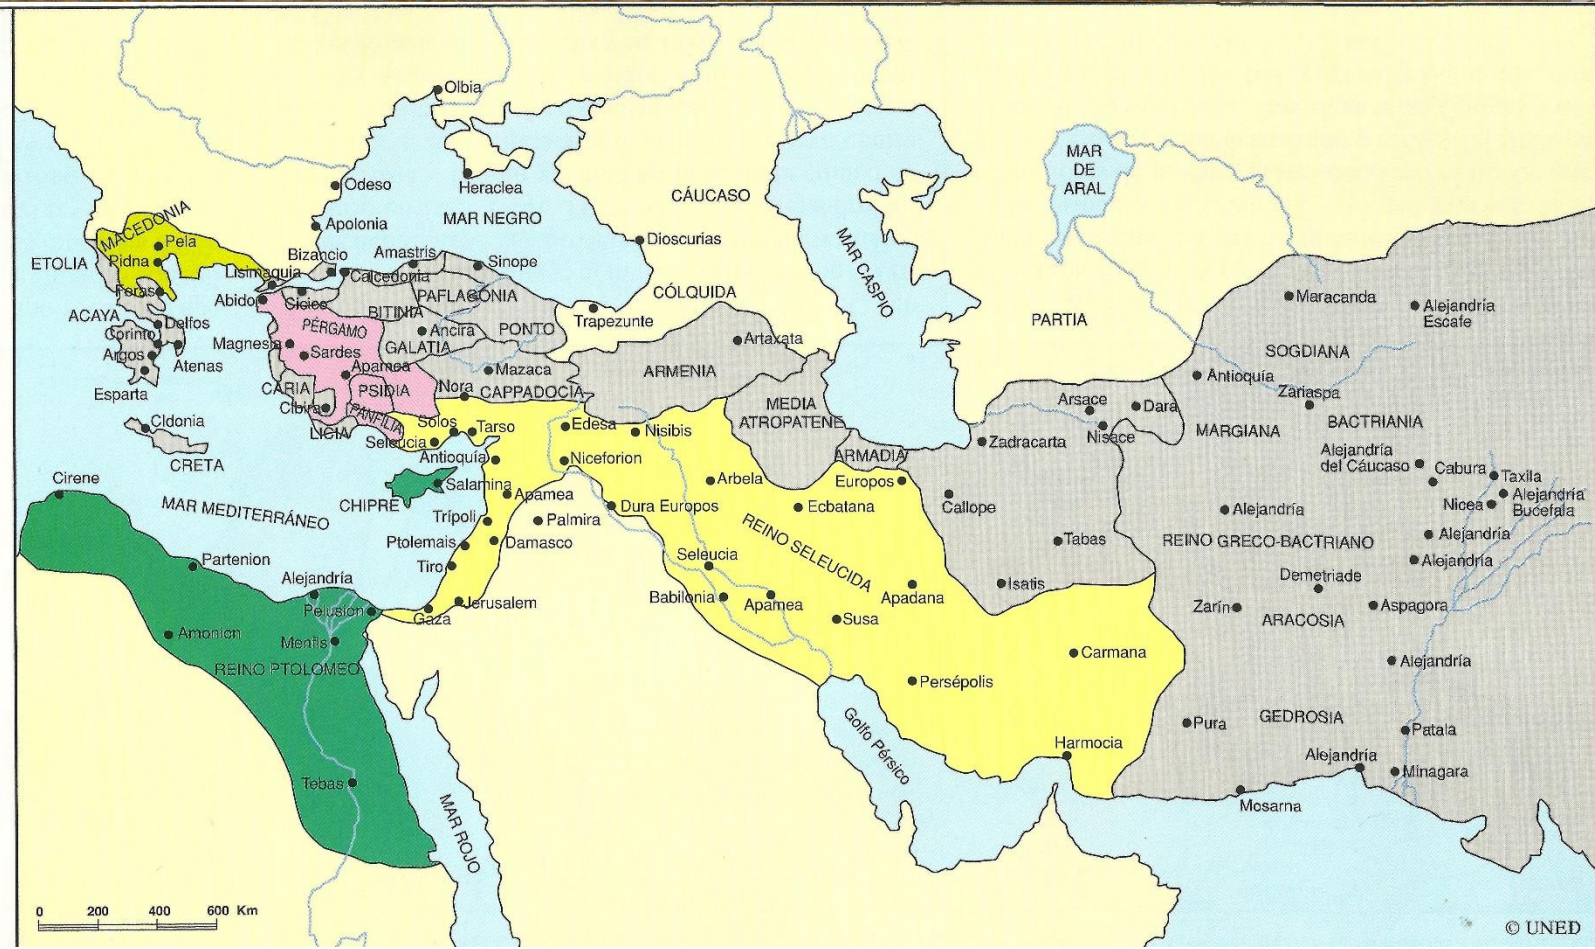 Olbia
MAR
DE
ARAL
Odeso
Heraclea
CÁUCASO
MACEDONIA
Apolonia
MAR NEGRO
Pela
Dioscurias
MAR CASPIO
ETOLIA
Pidna
Bizancio
Amastris
Sinope
Lisimaquia
Calcedonia
Feras
Abido
Cicico
PAFLAGONIA
CÓLQUIDA
Maracanda
Alejandría
Escafe
ACAYA
Delfos
BITINIA
PÉRGAMO
Ancira
PONTO
Trapezunte
PARTIA
Corinto
Magnesia
GALATIA
Artaxata
SOGDIANA
Argos
Atenas
Sardes
Apamea
Mazaca
ARMENIA
Antioquía
Esparta
CARIA
PSIDIA
Nora
CAPPADOCIA
MEDIA
ATROPATENE
Arsace
Dara
Zariaspa
Cibira
PANFILIA
Cldonia
LICIA
Solos
Tarso
Edesa
Nisibis
Nisace
MARGIANA
BACTRIANA
Seleucia
Zadracarta
CRETA
Antioquía
Niceforion
ARMADIA
Alejandría
del Cáucaso
Cabura
Taxila
Cirene
Salamina
Arbela
Europos
CHIPRE
Apamea
Callope
Nicea
Alejandría
Bucefala
MAR MEDITERRÁNEO
Trípoli
Palmira
Dura Europos
Ecbatana
Alejandría
Ptolemais
Damasco
REINO SELEUCIDA
Tabas
REINO GRECO-BACTRIANO
Alejandría
Partenion
Seleucia
Alejandría
Tiro
Alejandría
Isatis
Demetriade
Pelusion
Jerusalem
Babilonia
Apamea
Apadana
Zarín
Aspagora
Gaza
Susa
ARACOSIA
Amonion
Menfis
REINO PTOLOMEO
Carmana
Alejandría
Persépolis
Golfo Pérsico
Pura
GEDROSIA
Patala
Harmocia
Alejandría
Minagara
Tebas
MAR ROJO
Mosarna
0 200 400 600 Km
© UNED